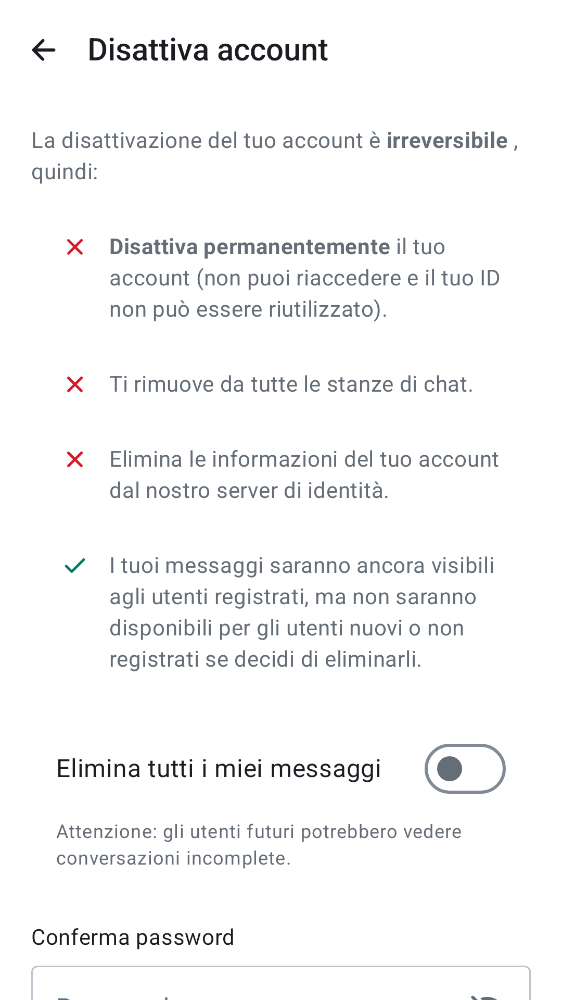 Disattiva account
La disattivazione del tuo account è irreversibile ,
quindi:
Disattiva permanentemente il tuo
account (non puoi riaccedere e il tuo ID
non può essere riutilizzato).
Ti rimuove da tutte le stanze di chat.
Elimina le informazioni del tuo account
dal nostro server di identità.
I tuoi messaggi saranno ancora visibili
agli utenti registrati, ma non saranno
disponibili per gli utenti nuovi o non
registrati se decidi di eliminarli.
Elimina tutti i miei messaggi
Attenzione: gli utenti futuri potrebbero vedere
conversazioni incomplete.
Conferma password